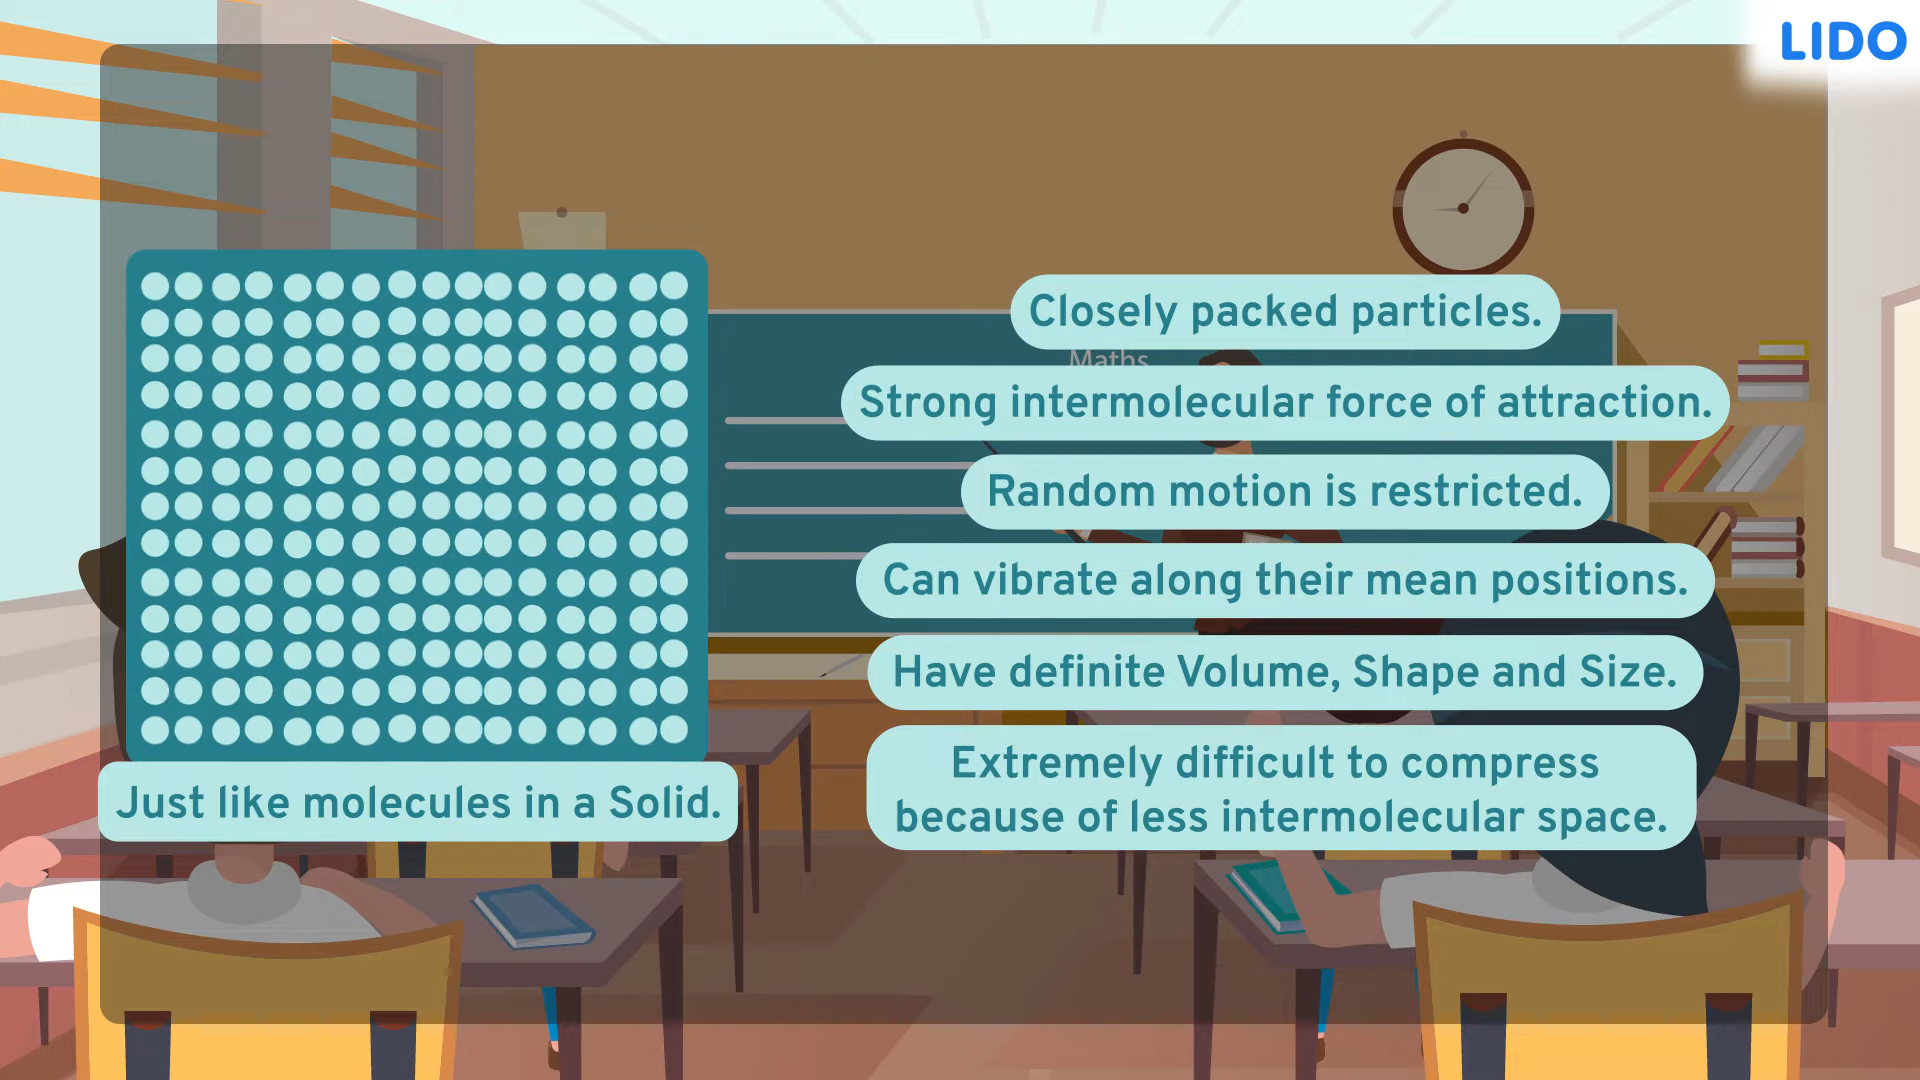 LIDO
Maths
Closely packed particles.
Strong intermolecular force of attraction.
Random motion is restricted.
Can vibrate along their mean positions.
Have definite Volume, Shape and Size.
Extremely difficult to compress
because of less intermolecular space.
Just like molecules in a Solid.